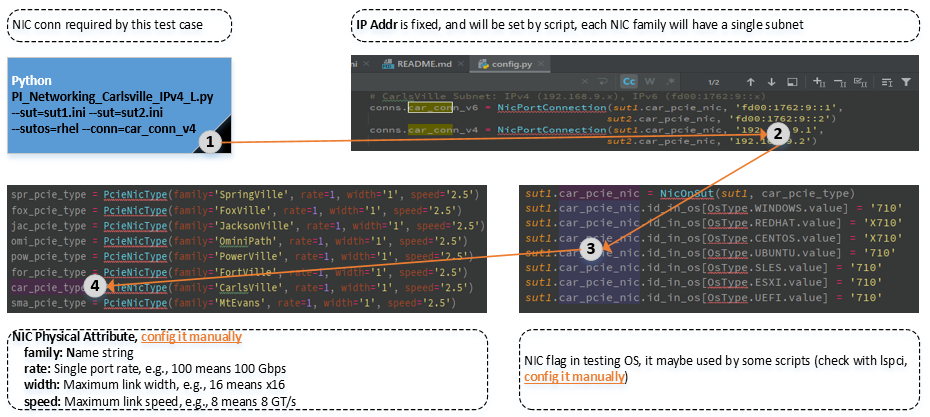 NIC conn required by this test case
IP Addr is fixed, and will be set by script, each NIC family will have a single subnet
Python
PI_Networking_Carlsville_IPv4_L.py
--sut=sut1.ini --sut=sut2.ini
--sutos=rhel --conn=car_conn_v4
1
README.md
config.py
Cc W .* 1/2
# CarlsVille Subnet: IPv4 (192.168.9.x), IPv6 (fd00:1762:9::x)
conns.car_conn_v6 = NicPortConnection(sut1.car_pcie_nic, 'fd00:1762:9::1',
sut2.car_pcie_nic, 'fd00:1762:9::2')
conns.car_conn_v4 = NicPortConnection(sut1.car_pcie_nic, '192. 9.1',
sut2.car_pcie_nic, '192.16 9.2')
2
spr_pcie_type = PcieNicType(family='SpringVille', rate=1, width='1', speed='2.5')
fox_pcie_type = PcieNicType(family='FoxVille', rate=1, width='1', speed='2.5')
jac_pcie_type = PcieNicType(family='JacksonVille', rate=1, width='1', speed='2.5')
omi_pcie_type = PcieNicType(family='OminiPath', rate=1, width='1', speed='2.5')
pow_pcie_type = PcieNicType(family='PowerVille', rate=1, width='1', speed='2.5')
for_pcie_type = PcieNicType(family='FortVille', rate=1, width='1', speed='2.5')
car_pcie_type PcieNicType(family='CarlsVille', rate=1, width='1', speed='2.5')
sma_pcie_type = PcieNicType(family='MtEvans', rate=1, width='1', speed='2.5')
4
sut1.car_pcie_nic = NicOnSut(sut1, car_pcie_type)
sut1.car_pcie_nic.id_in_os[OsType.WINDOWS.value] = '710'
sut1.car_pcie_nic.id_in_os[OsType.REDHAT.value] = 'X710'
sut1.car_pcie_nic.id_in_os[OsType.CENTOS.value] = 'X710'
sut1.car_pcie_nic.id_in_os[OsType.UBUNTU.value] = '710'
sut1.car_pcie_nic.id_in_os[OsType.SLES.value] = '710'
sut1.car_pcie_nic.id_in_os[OsType.ESXI.value] = '710'
sut1.car_pcie_nic.id_in_os[OsType.UEFI.value] = '710'
3
NIC Physical Attribute, config it manually
family: Name string
rate: Single port rate, e.g., 100 means 100 Gbps
width: Maximum link width, e.g., 16 means x16
speed: Maximum link speed, e.g., 8 means 8 GT/s
NIC flag in testing OS, it maybe used by some scripts (check with lspci,
config it manually)